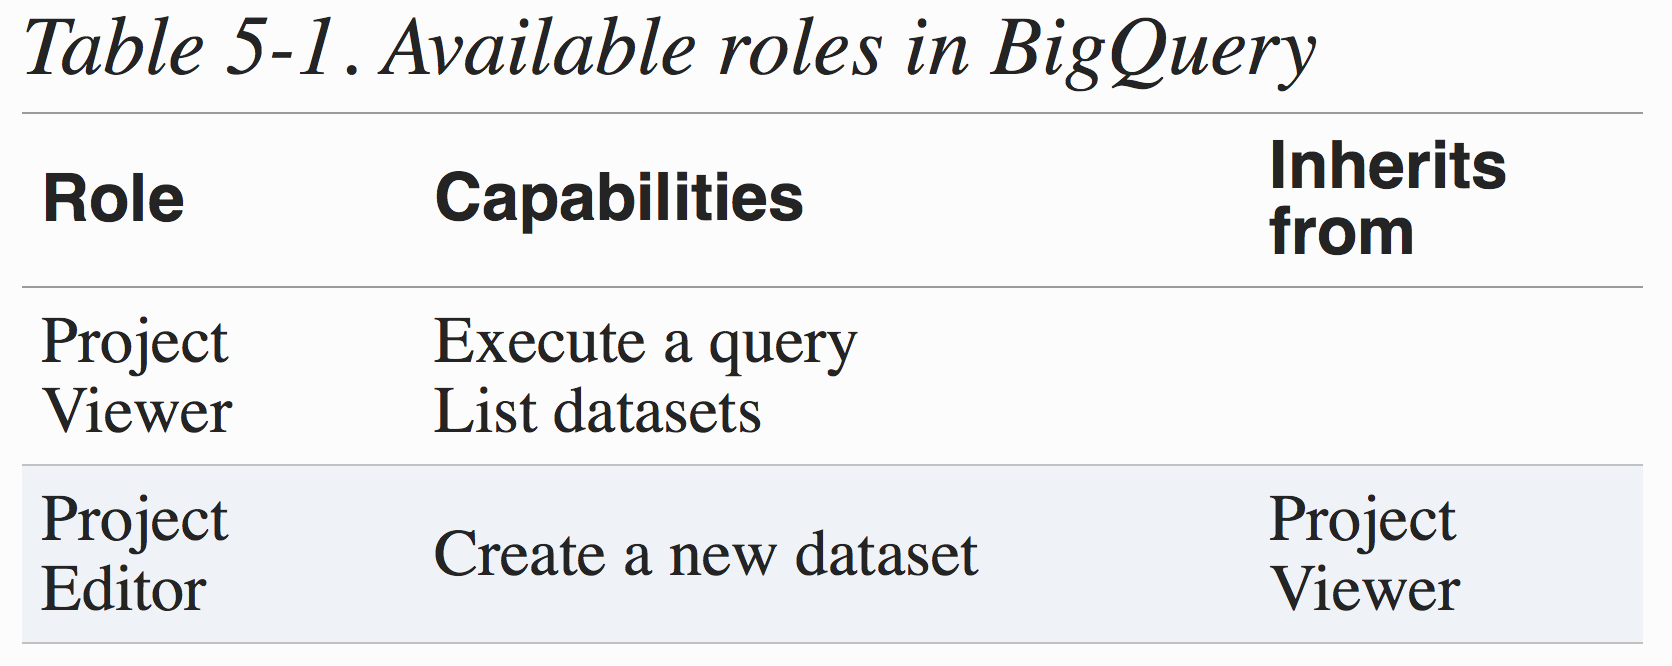 Table 5-1. Available roles in BigQuery
Role Capabilities Inherits from
Project Viewer
Execute a query
List datasets
Project Editor
Create a new dataset
Project Viewer